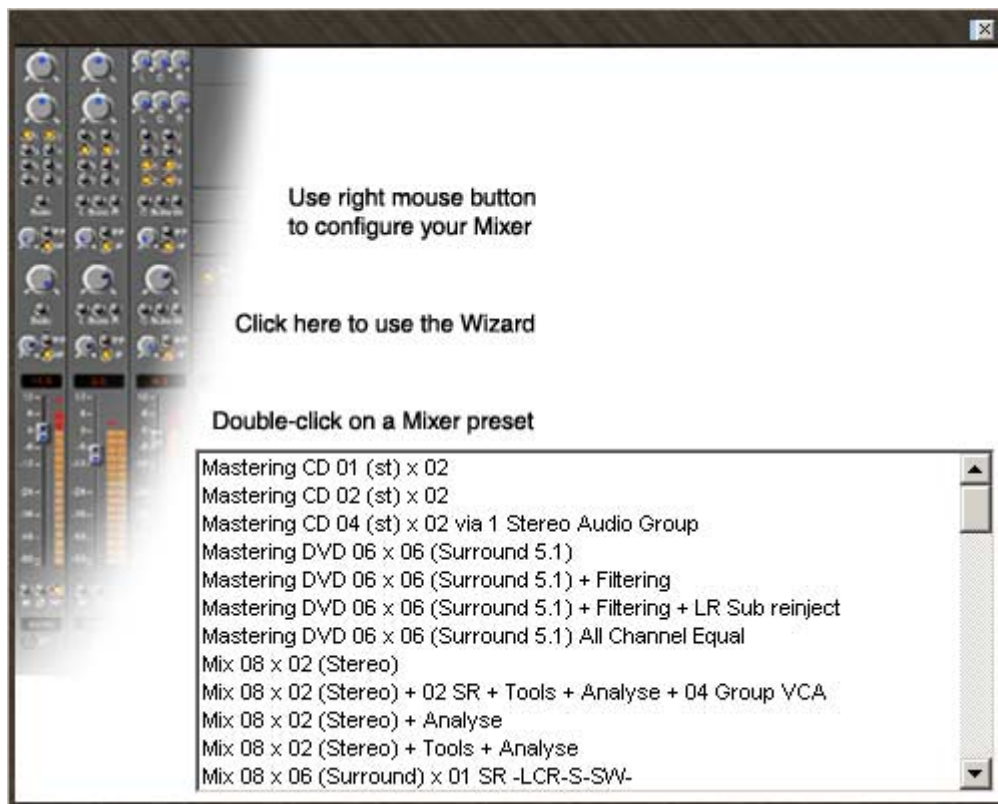 Use right mouse button
to configure your Mixer
Click here to use the Wizard
Double-click on a Mixer preset
Mastering CD 01 (st) x 02
Mastering CD 02 (st) x 02
Mastering CD 04 (st) x 02 via 1 Stereo Audio Group
Mastering DVD 06 x 06 (Surround 5.1)
Mastering DVD 06 x 06 (Surround 5.1) + Filtering
Mastering DVD 06 x 06 (Surround 5.1) + Filtering + LR Sub reinject
Mastering DVD 06 x 06 (Surround 5.1) All Channel Equal
Mix 08 x 02 (Stereo)
Mix 08 x 02 (Stereo) + 02 SR + Tools + Analyse + 04 Group VCA
Mix 08 x 02 (Stereo) + Analyse
Mix 08 x 02 (Stereo) + Tools + Analyse
Mix 08 x 06 (Surround) x 01 SR -LCR-S-SW-